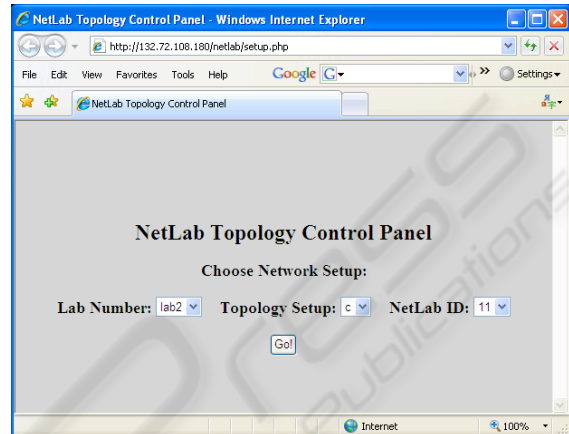 NetLab Topology Control Panel - Windows Internet Explorer
http://132.72.108.180/netlab/setup.php
File Edit View Favorites Tools Help Google G Settings
NetLab Topology Control Panel
NetLab Topology Control Panel
Choose Network Setup:
Lab Number: lab2 Topology Setup: c NetLab ID: 11
Go!
Internet 100%